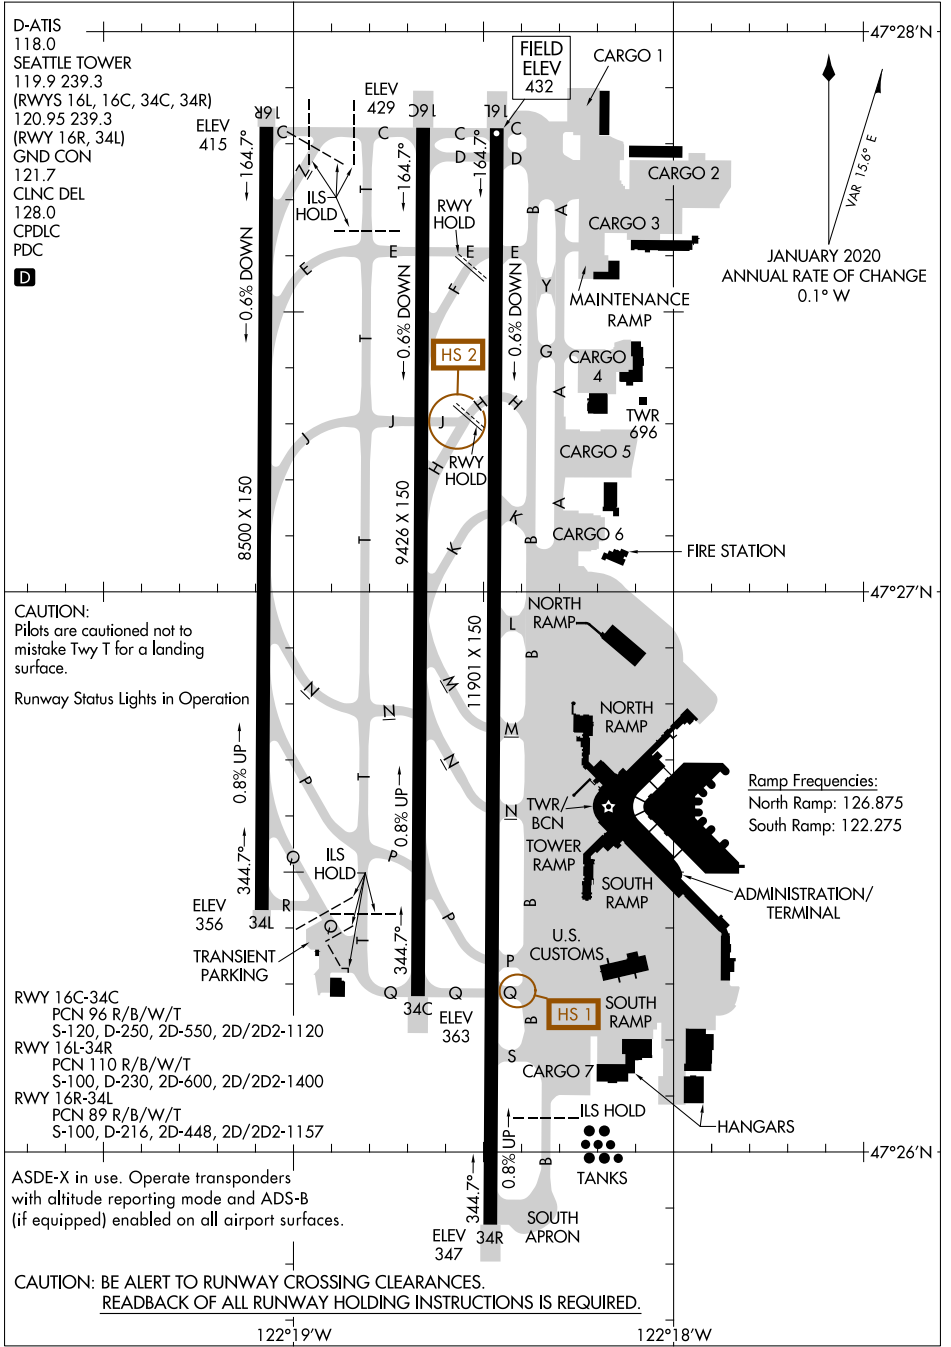 D-ATIS
118.0
SEATTLE TOWER
119.9 239.3
(RWYS 16L, 16C, 34C, 34R)
120.95 239.3
(RWY 16R, 34L)
GND CON
121.7
CLNC DEL
128.0
CPDLC
PDC
D
47°28'N
FIELD
ELEV
432
CARGO 1
ELEV
429
ELEV
415
16R
16C
16L
C
C
C
C
D
D
164.7°
164.7°
164.7°
Z
ILS
HOLD
T
RWY
HOLD
B
A
CARGO 2
CARGO 3
VAR 15.6° E
JANUARY 2020
ANNUAL RATE OF CHANGE
0.1° W
E
E
E
E
F
Y
MAINTENANCE
RAMP
0.6% DOWN
0.6% DOWN
0.6% DOWN
T
HS 2
G
CARGO
4
A
H
H
TWR
696
J
J
J
RWY
HOLD
H
CARGO 5
8500 X 150
9426 X 150
A
K
K
B
T
CARGO 6
FIRE STATION
47°27'N
CAUTION:
Pilots are cautioned not to
mistake Twy T for a landing
surface.
Runway Status Lights in Operation
NORTH
RAMP
L
B
11901 X 150
N
N
M
M
N
N
NORTH
RAMP
0.8% UP
P
T
0.8% UP
TWR/
BCN
TOWER
RAMP
Ramp Frequencies:
North Ramp: 126.875
South Ramp: 122.275
344.7°
Q
ILS
HOLD
P
SOUTH
RAMP
ADMINISTRATION/
TERMINAL
ELEV
356
34L
R
Q
T
P
B
344.7°
TRANSIENT
PARKING
U.S.
CUSTOMS
P
Q
Q
Q
34C
HS 1
SOUTH
RAMP
B
RWY 16C-34C
PCN 96 R/B/W/T
S-120, D-250, 2D-550, 2D/2D2-1120
RWY 16L-34R
PCN 110 R/B/W/T
S-100, D-230, 2D-600, 2D/2D2-1400
RWY 16R-34L
PCN 89 R/B/W/T
S-100, D-216, 2D-448, 2D/2D2-1157
ELEV
363
S
CARGO 7
ILS HOLD
HANGARS
0.8% UP
TANKS
47°26'N
ASDE-X in use. Operate transponders
with altitude reporting mode and ADS-B
(if equipped) enabled on all airport surfaces.
344.7°
B
SOUTH
APRON
ELEV
347
34R
CAUTION: BE ALERT TO RUNWAY CROSSING CLEARANCES.
READBACK OF ALL RUNWAY HOLDING INSTRUCTIONS IS REQUIRED.
122°19'W
122°18'W